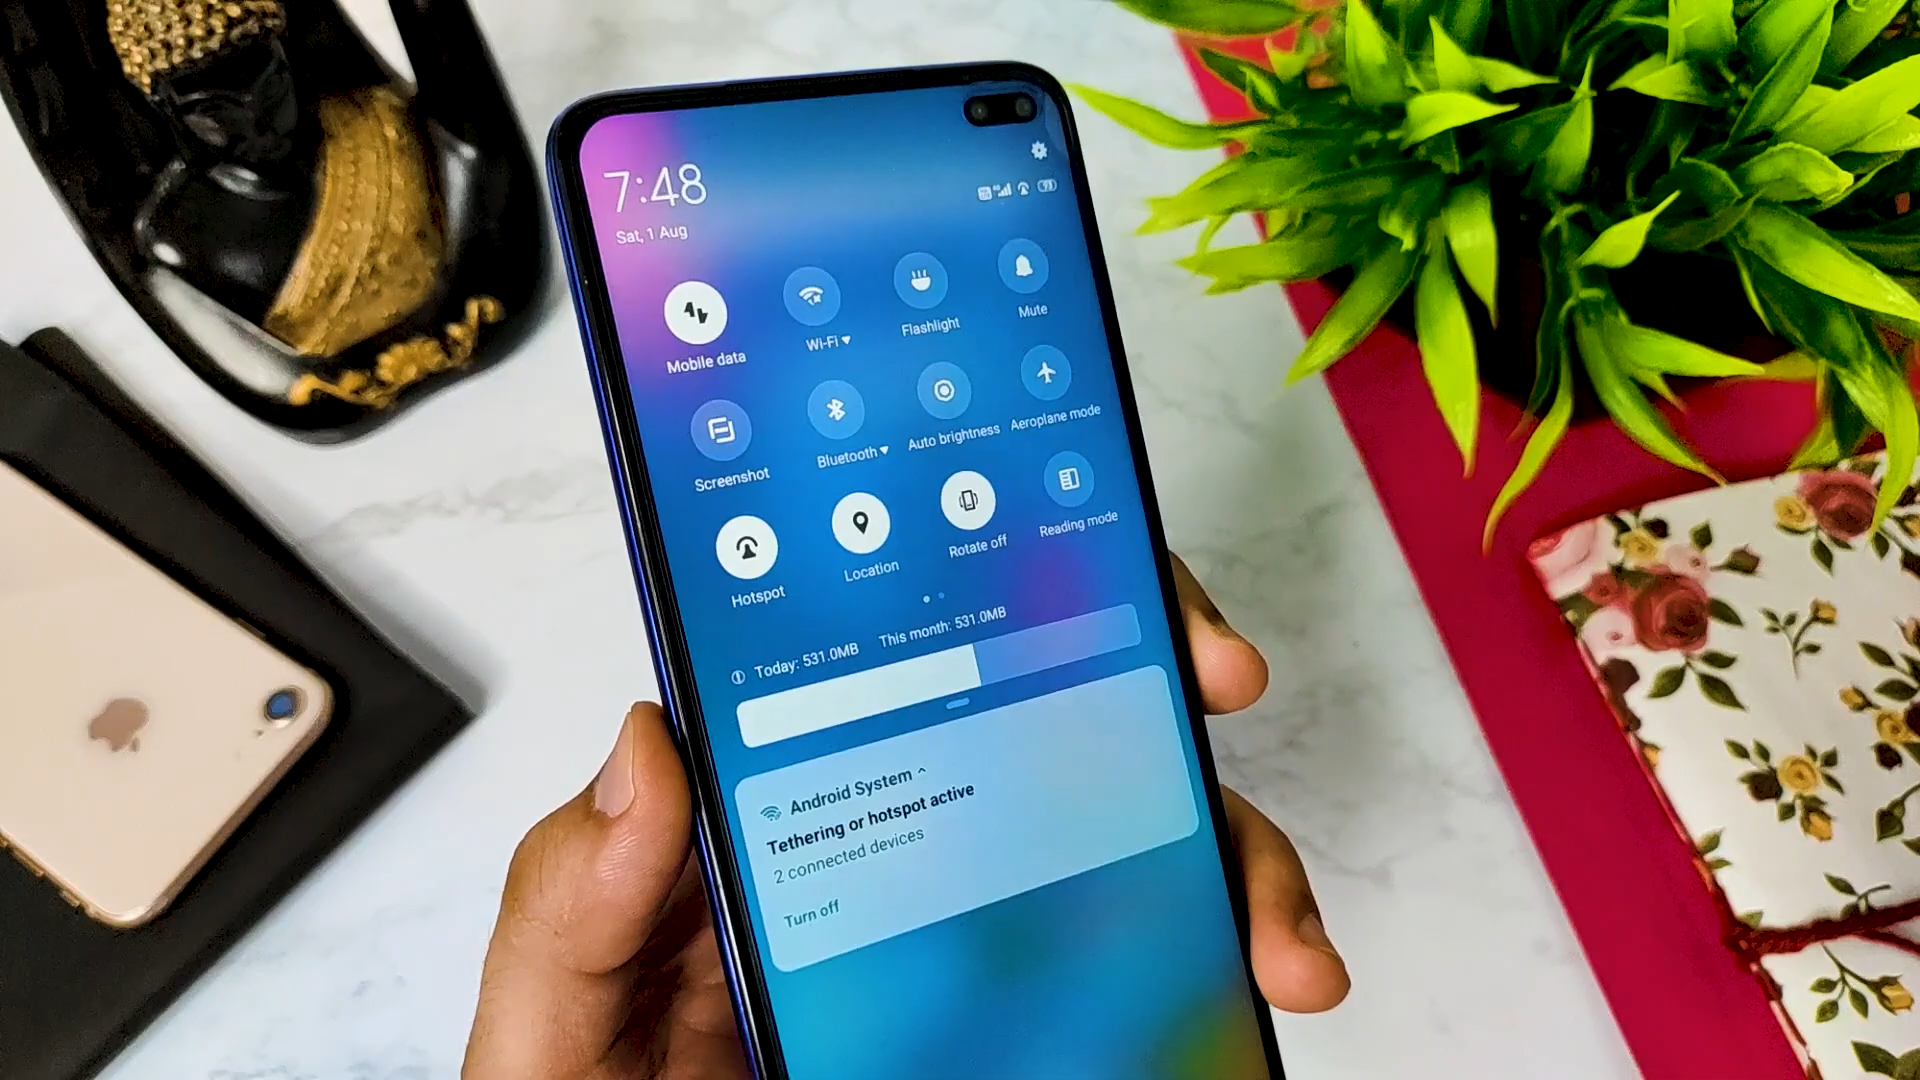 7:48
Sat, 1 Aug
Mobile data
Wi-Fi
Flashlight
Mute
Screenshot
Bluetooth
Auto brightness
Aeroplane mode
Hotspot
Location
Rotate off
Reading mode
Today: 531.0MB
This month: 531.0MB
Android System
Tethering or hotspot active
2 connected devices
Turn off